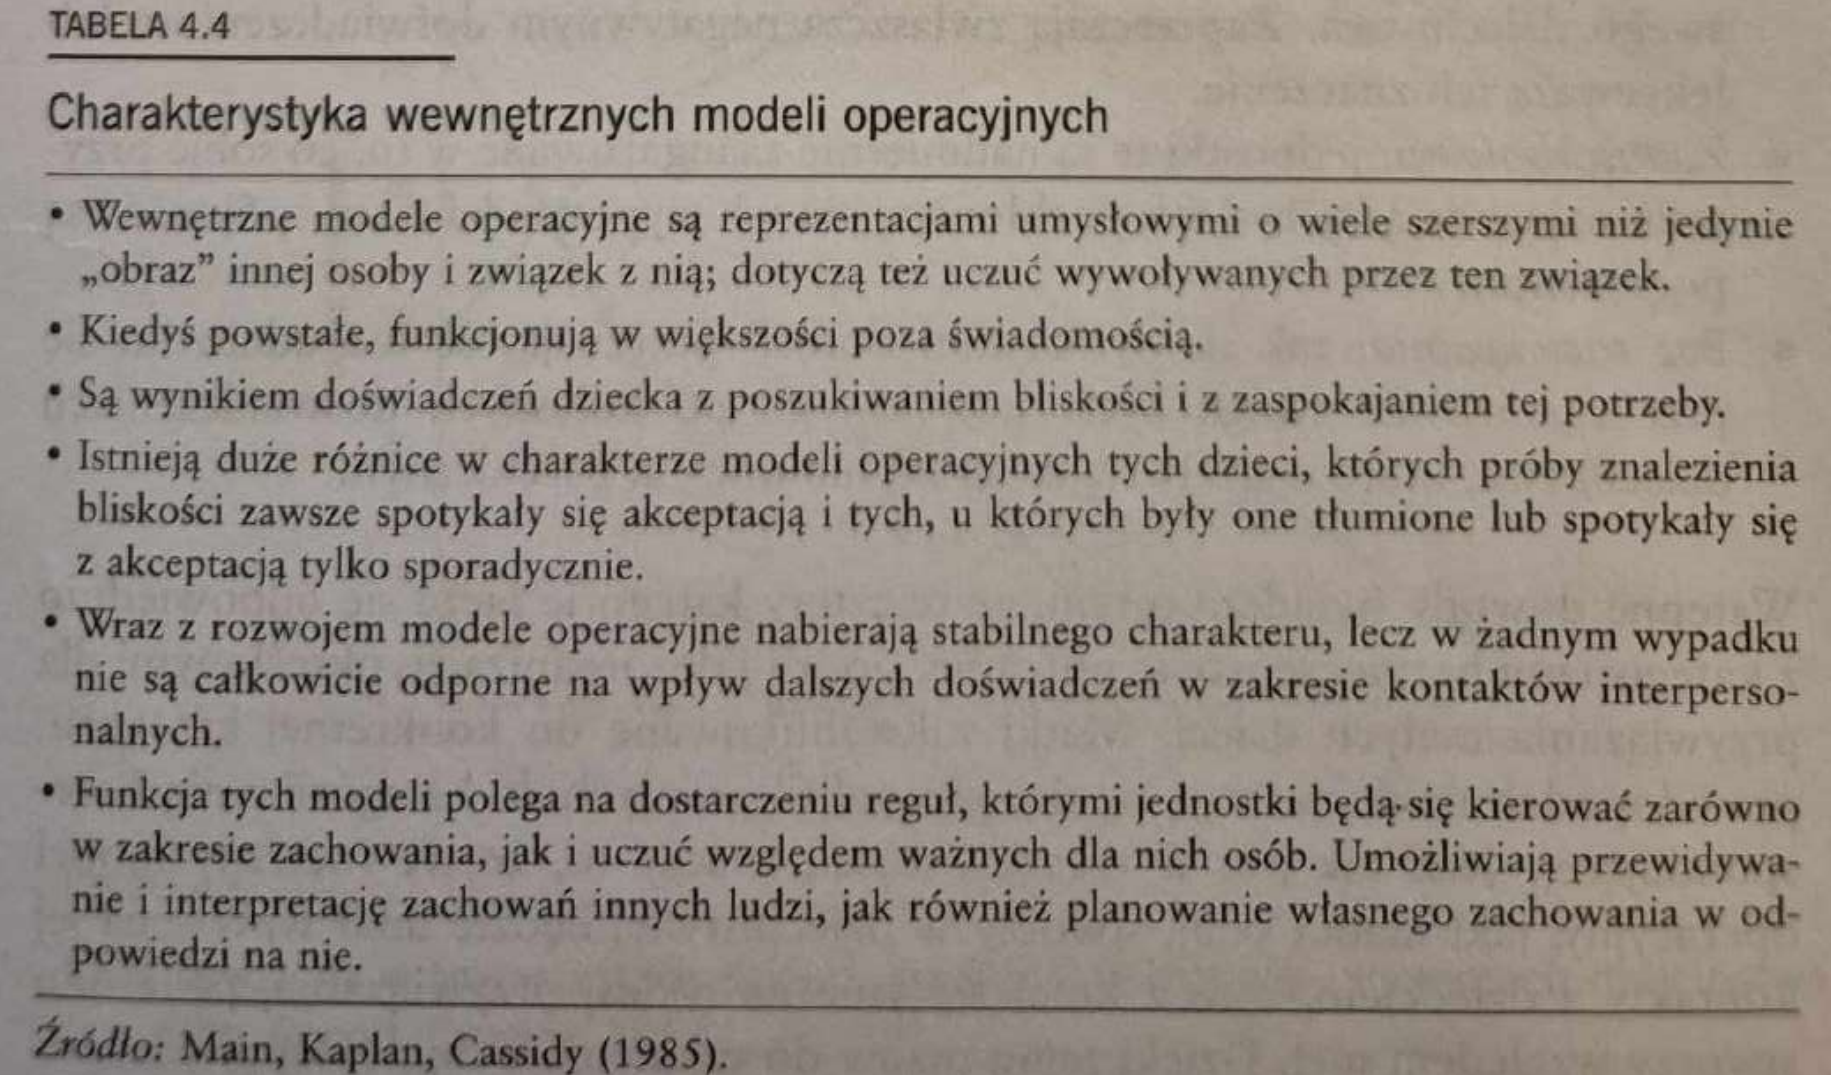 TABELA 4.4
Charakterystyka wewnętrznych modeli operacyjnych
• Wewnętrzne modele operacyjne są reprezentacjami umysłowymi o wiele szerszymi niż jedynie
„obraz” innej osoby i związek z nią; dotyczą też uczuć wywoływanych przez ten związek.
• Kiedyś powstałe, funkcjonują w większości poza świadomością.
• Są wynikiem doświadczeń dziecka z poszukiwaniem bliskości i z zaspokajaniem tej potrzeby.
• Istnieją duże różnice w charakterze modeli operacyjnych tych dzieci, których próby znalezienia
bliskości zawsze spotykały się akceptacją i tych, u których były one tłumione lub spotykały się
z akceptacją tylko sporadycznie.
• Wraz z rozwojem modele operacyjne nabierają stabilnego charakteru, lecz w żadnym wypadku
nie są całkowicie odporne na wpływ dalszych doświadczeń w zakresie kontaktów interperso-
nalnych.
• Funkcja tych modeli polega na dostarczeniu reguł, którymi jednostki będą się kierować zarówno
w zakresie zachowania, jak i uczuć względem ważnych dla nich osób. Umożliwiają przewidywa-
nie i interpretację zachowań innych ludzi, jak również planowanie własnego zachowania w od-
powiedzi na nie.
Źródło: Main, Kaplan, Cassidy (1985).